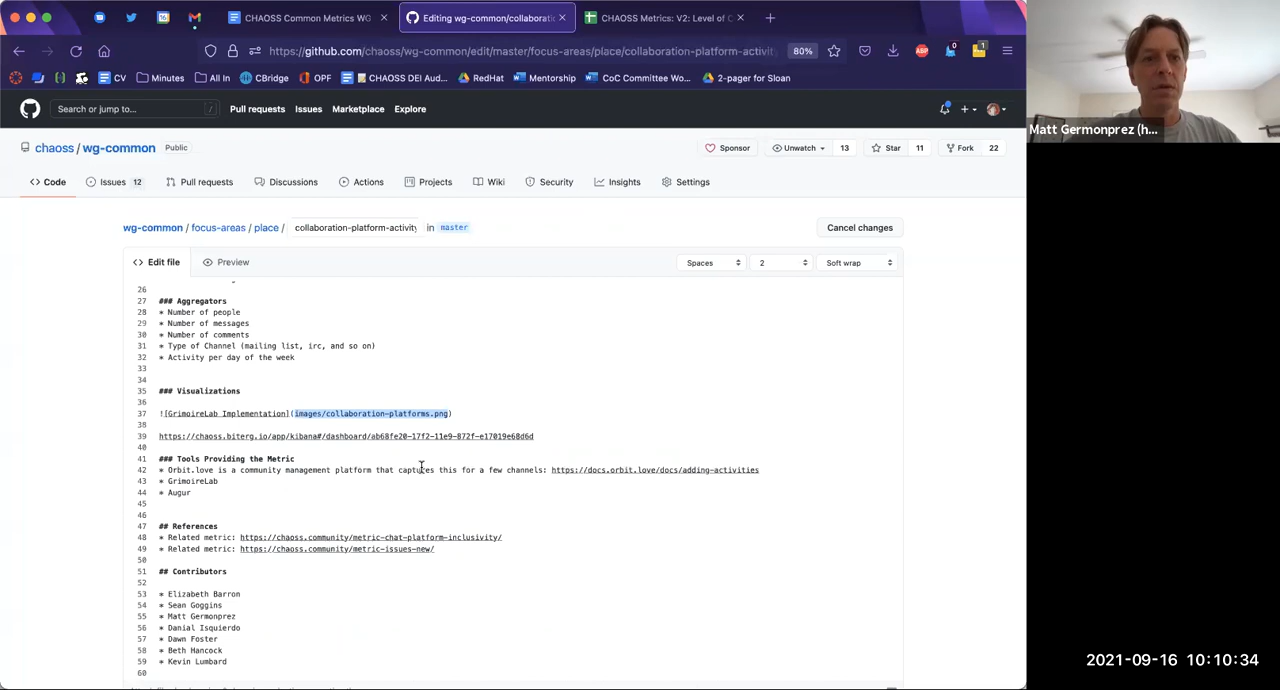 CHAOSS Common Metrics WG
Editing wg-common/collaborati
CHAOSS Metrics: V2: Level of C
https://github.com/chaoss/wg-common/edit/master/focus-areas/place/collaboration-platform-activit
80%
ABP
0
1
CV
Minutes
All In
CBridge
OPF
CHAOSS DEI Aud...
RedHat
Mentorship
CoC Committee Wo...
2-pager for Sloan
Search or jump to...
/
Pull requests
Issues
Marketplace
Explore
chaoss / wg-common
Public
Sponsor
Unwatch
13
Star
11
Fork
22
<> Code
Issues 12
Pull requests
Discussions
Actions
Projects
Wiki
Security
Insights
Settings
wg-common / focus-areas / place / collaboration-platform-activity in master
Cancel changes
<> Edit file
Preview
Spaces
2
Soft wrap
26
27 ### Aggregators
28 * Number of people
29 * Number of messages
30 * Number of comments
31 * Type of Channel (mailing list, irc, and so on)
32 * Activity per day of the week
33
34
35 ### Visualizations
36
37 ![GrimoireLab Implementation](images/collaboration-platforms.png)
38
39 https://chaoss.biterg.io/app/kibana#/dashboard/ab68fe20-17f2-11e9-872f-e17019e68d6d
40
41 ### Tools Providing the Metric
42 * Orbit.love is a community management platform that captures this for a few channels: https://docs.orbit.love/docs/adding-activities
43 * GrimoireLab
44 * Augur
45
46
47 ## References
48 * Related metric: https://chaoss.community/metric-chat-platform-inclusivity/
49 * Related metric: https://chaoss.community/metric-issues-new/
50
51 ## Contributors
52
53 * Elizabeth Barron
54 * Sean Goggins
55 * Matt Germonprez
56 * Danial Isquierdo
57 * Dawn Foster
58 * Beth Hancock
59 * Kevin Lumbard
60
Matt Germonprez (h...
2021-09-16 10:10:34